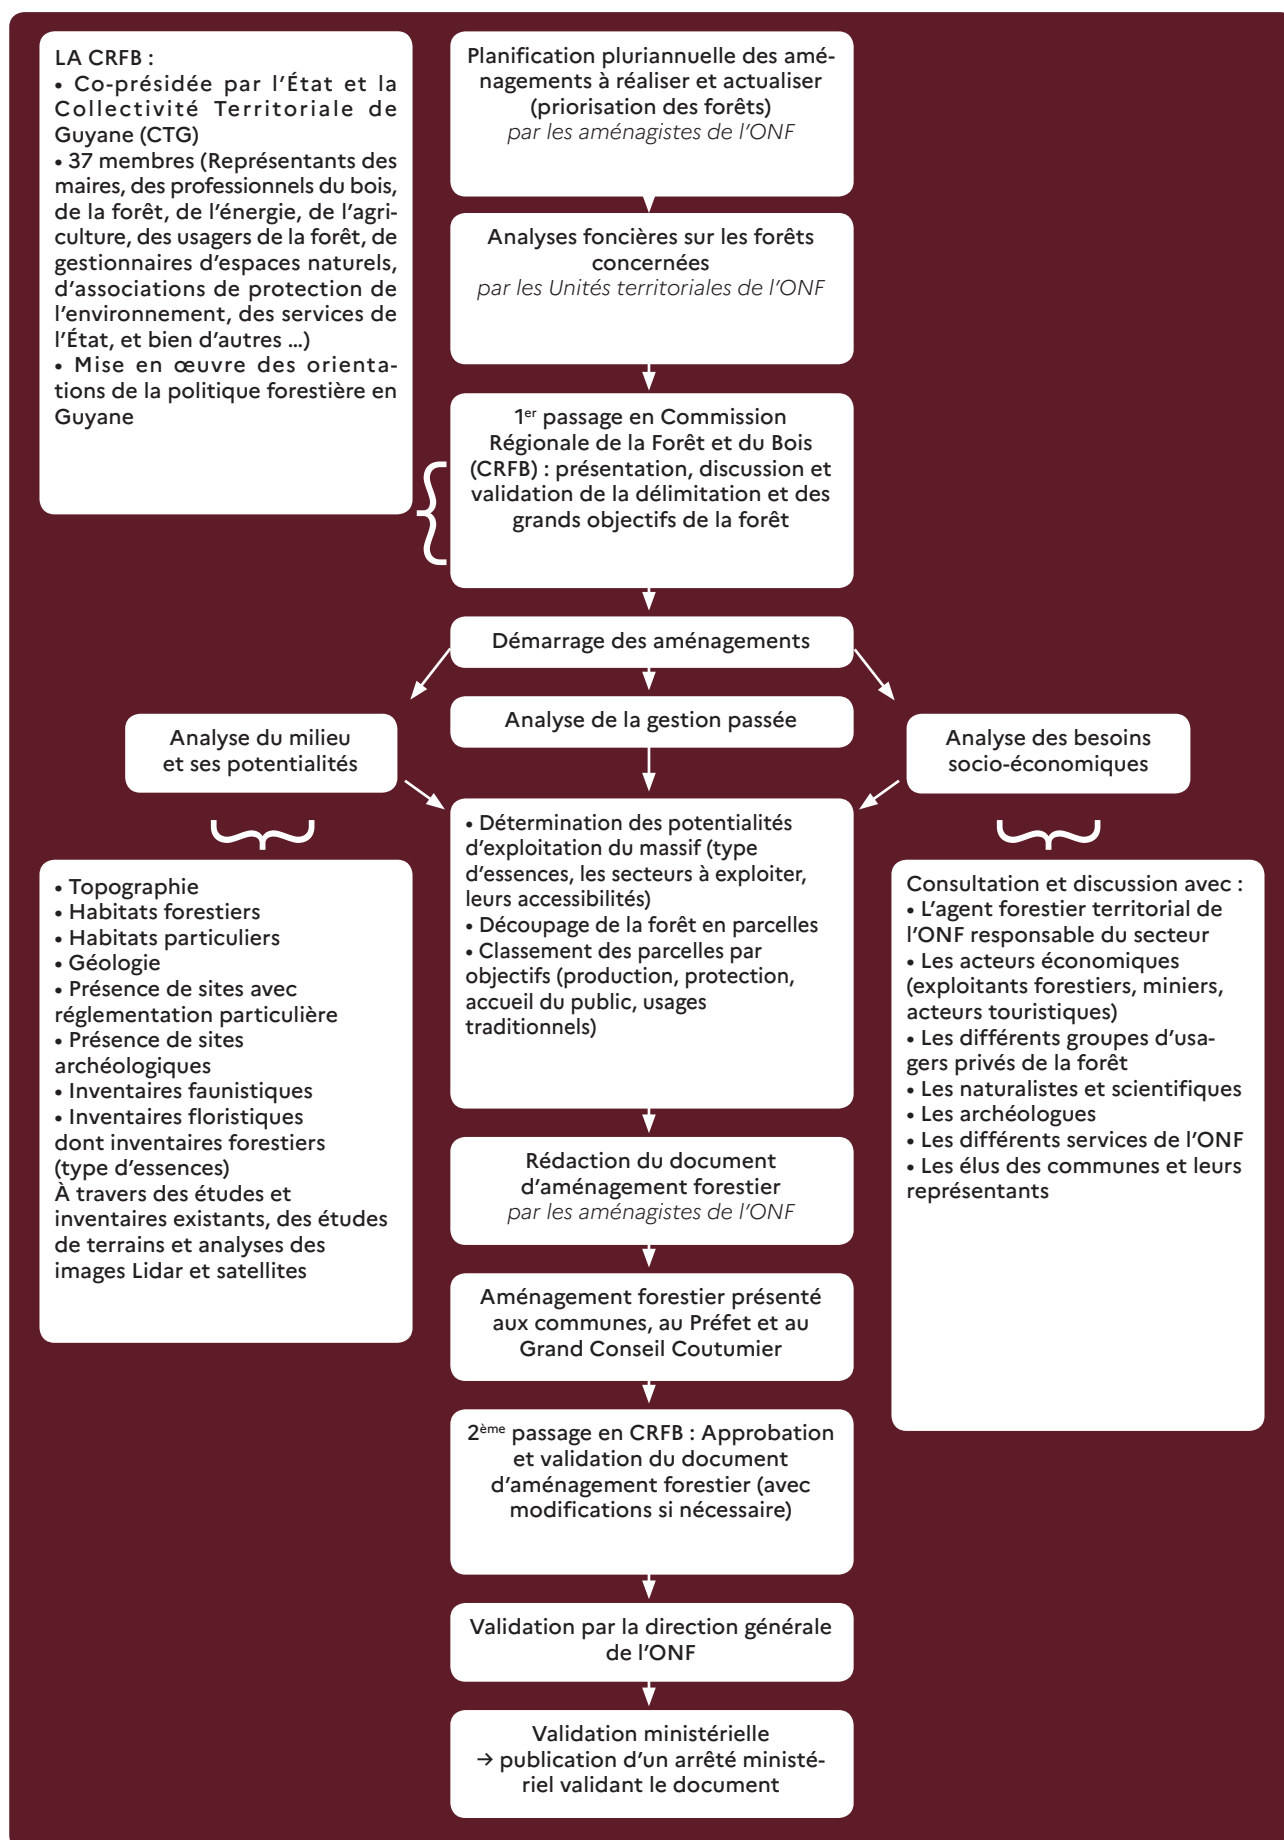 LA CRFB :
• Co-présidée par l'État et la
Collectivité Territoriale de
Guyane (CTG)
• 37 membres (Représentants des
maires, des professionnels du bois,
de la forêt, de l'énergie, de l'agri-
culture, des usagers de la forêt, de
gestionnaires d'espaces naturels,
d'associations de protection de
l'environnement, des services de
l'État, et bien d'autres ...)
• Mise en œuvre des orienta-
tions de la politique forestière en
Guyane
Planification pluriannuelle des amé-
nagements à réaliser et actualiser
(priorisation des forêts)
par les aménagistes de l'ONF
Analyses foncières sur les forêts
concernées
par les Unités territoriales de l'ONF
1er passage en Commission
Régionale de la Forêt et du Bois
(CRFB) : présentation, discussion et
validation de la délimitation et des
grands objectifs de la forêt
Démarrage des aménagements
Analyse du milieu
et ses potentialités
Analyse de la gestion passée
Analyse des besoins
socio-économiques
• Topographie
• Habitats forestiers
• Habitats particuliers
• Géologie
• Présence de sites avec
réglementation particulière
• Présence de sites
archéologiques
• Inventaires faunistiques
• Inventaires floristiques
dont inventaires forestiers
(type d'essences)
À travers des études et
inventaires existants, des études
de terrains et analyses des
images Lidar et satellites
• Détermination des potentialités
d'exploitation du massif (type
d'essences, les secteurs à exploiter,
leurs accessibilités)
• Découpage de la forêt en parcelles
• Classement des parcelles par
objectifs (production, protection,
accueil du public, usages
traditionnels)
Consultation et discussion avec :
• L'agent forestier territorial de
l'ONF responsable du secteur
• Les acteurs économiques
(exploitants forestiers, miniers,
acteurs touristiques)
• Les différents groupes d'usa-
gers privés de la forêt
• Les naturalistes et scientifiques
• Les archéologues
• Les différents services de l'ONF
• Les élus des communes et leurs
représentants
Rédaction du document
d'aménagement forestier
par les aménagistes de l'ONF
Aménagement forestier présenté
aux communes, au Préfet et au
Grand Conseil Coutumier
2ème passage en CRFB : Approbation
et validation du document
d'aménagement forestier (avec
modifications si nécessaire)
Validation par la direction générale
de l'ONF
Validation ministérielle
→ publication d'un arrêté ministé-
riel validant le document